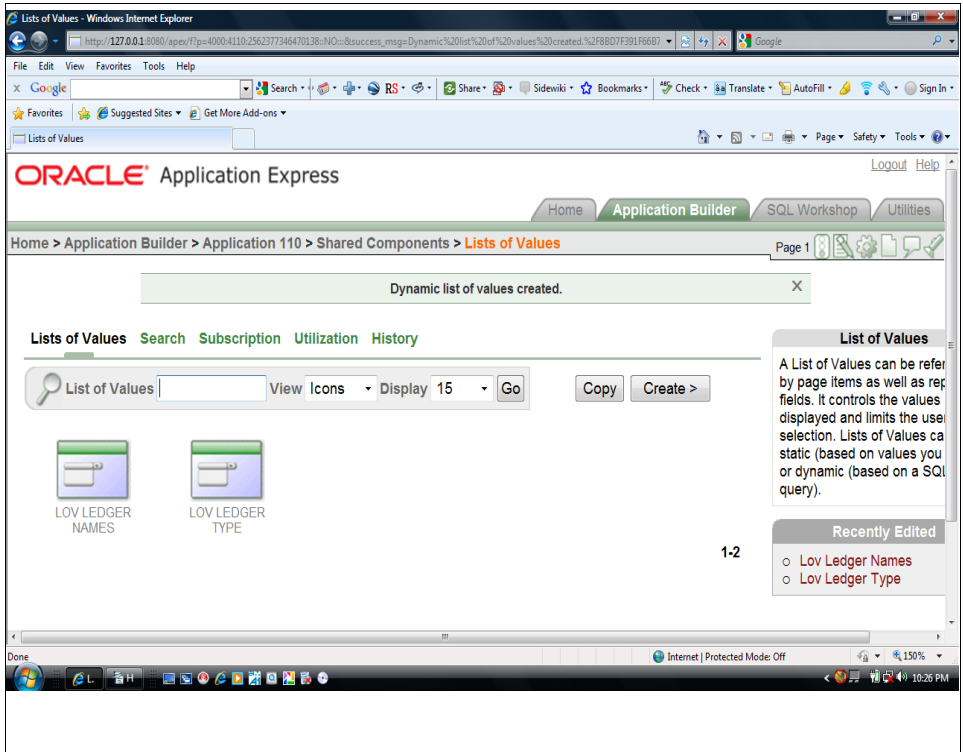 Lists of Values - Windows Internet Explorer
http://127.0.0.1:8080/apex/f?p=4000:4110:2562377346470138::NO:::&success_msg=Dynamic%20list%20of%20values%20created.%2F8BD7F391F66B7
Google
File Edit View Favorites Tools Help
x Google Search RS Share Sidewiki Bookmarks Check Translate AutoFill Sign In
Favorites Suggested Sites Get More Add-ons
Lists of Values Page Safety Tools
Logout Help
ORACLE Application Express
Home Application Builder SQL Workshop Utilities
Home > Application Builder > Application 110 > Shared Components > Lists of Values
Page 1
Dynamic list of values created. X
Lists of Values Search Subscription Utilization History
List of Values View Icons Display 15 Go Copy Create >
LOV LEDGER NAMES
LOV LEDGER TYPE
1-2
List of Values
A List of Values can be refer
by page items as well as rep
fields. It controls the values
displayed and limits the use
selection. Lists of Values ca
static (based on values you
or dynamic (based on a SQL
query).
Recently Edited
Lov Ledger Names
Lov Ledger Type
Done Internet | Protected Mode: Off 150%
L H 10:26 PM